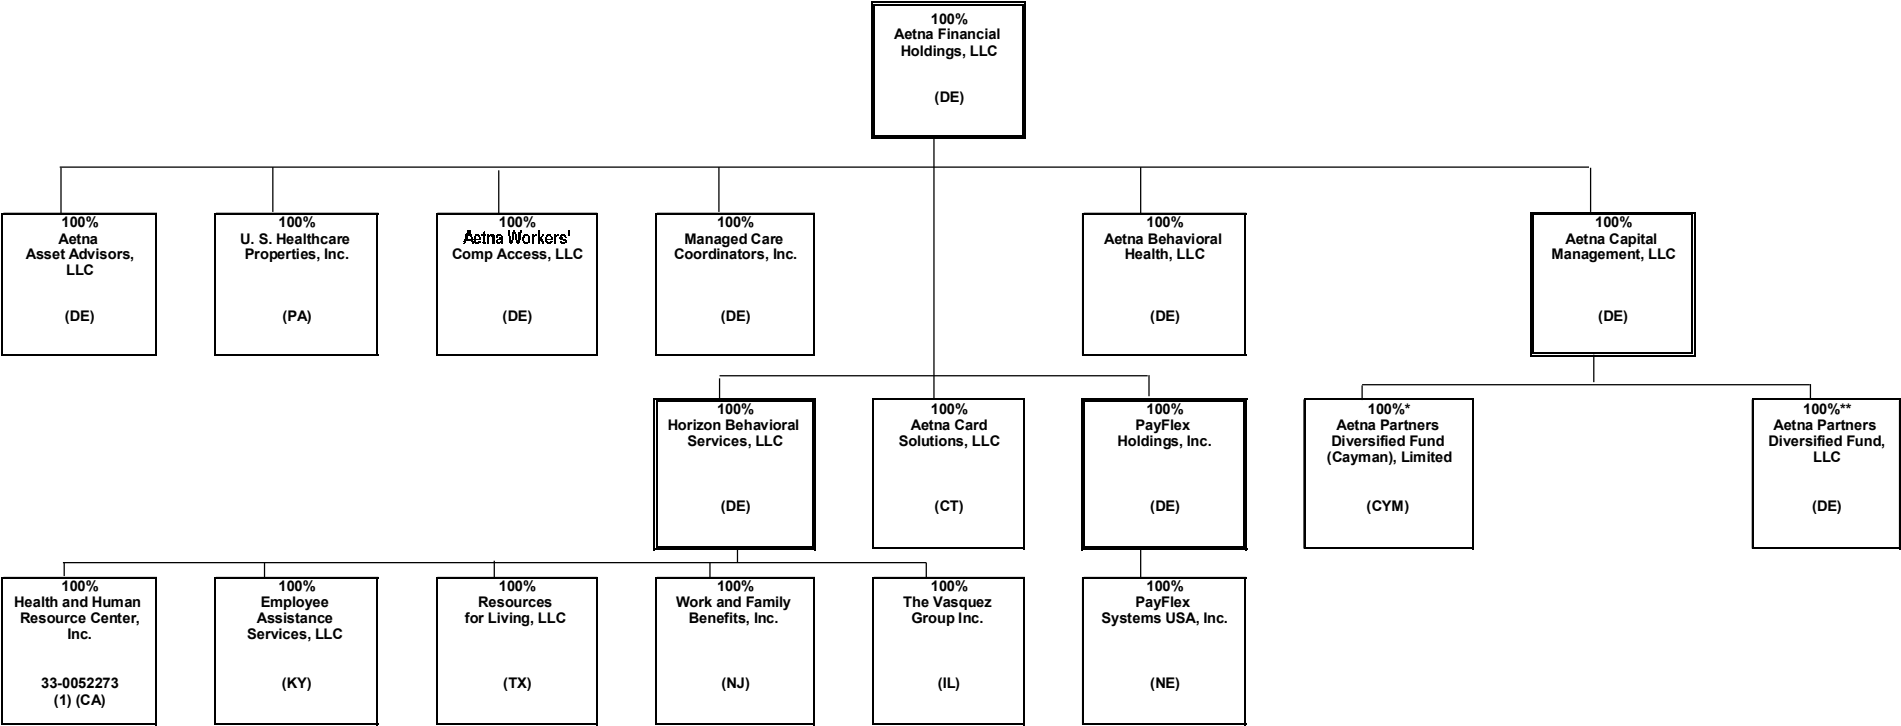 100%
Aetna Financial
Holdings, LLC
(DE)
100%
Aetna
Asset Advisors,
LLC
(DE)
100%
U. S. Healthcare
Properties, Inc.
(PA)
100%
Aetna Workers'
Comp Access, LLC
(DE)
100%
Managed Care
Coordinators, Inc.
(DE)
100%
Aetna Behavioral
Health, LLC
(DE)
100%
Aetna Capital
Management, LLC
(DE)
100%
Horizon Behavioral
Services, LLC
(DE)
100%
Aetna Card
Solutions, LLC
(CT)
100%
PayFlex
Holdings, Inc.
(DE)
100%*
Aetna Partners
Diversified Fund
(Cayman), Limited
(CYM)
100%**
Aetna Partners
Diversified Fund,
LLC
(DE)
100%
Health and Human
Resource Center,
Inc.
33-0052273
(1) (CA)
100%
Employee
Assistance
Services, LLC
(KY)
100%
Resources
for Living, LLC
(TX)
100%
Work and Family
Benefits, Inc.
(NJ)
100%
The Vasquez
Group Inc.
(IL)
100%
PayFlex
Systems USA, Inc.
(NE)